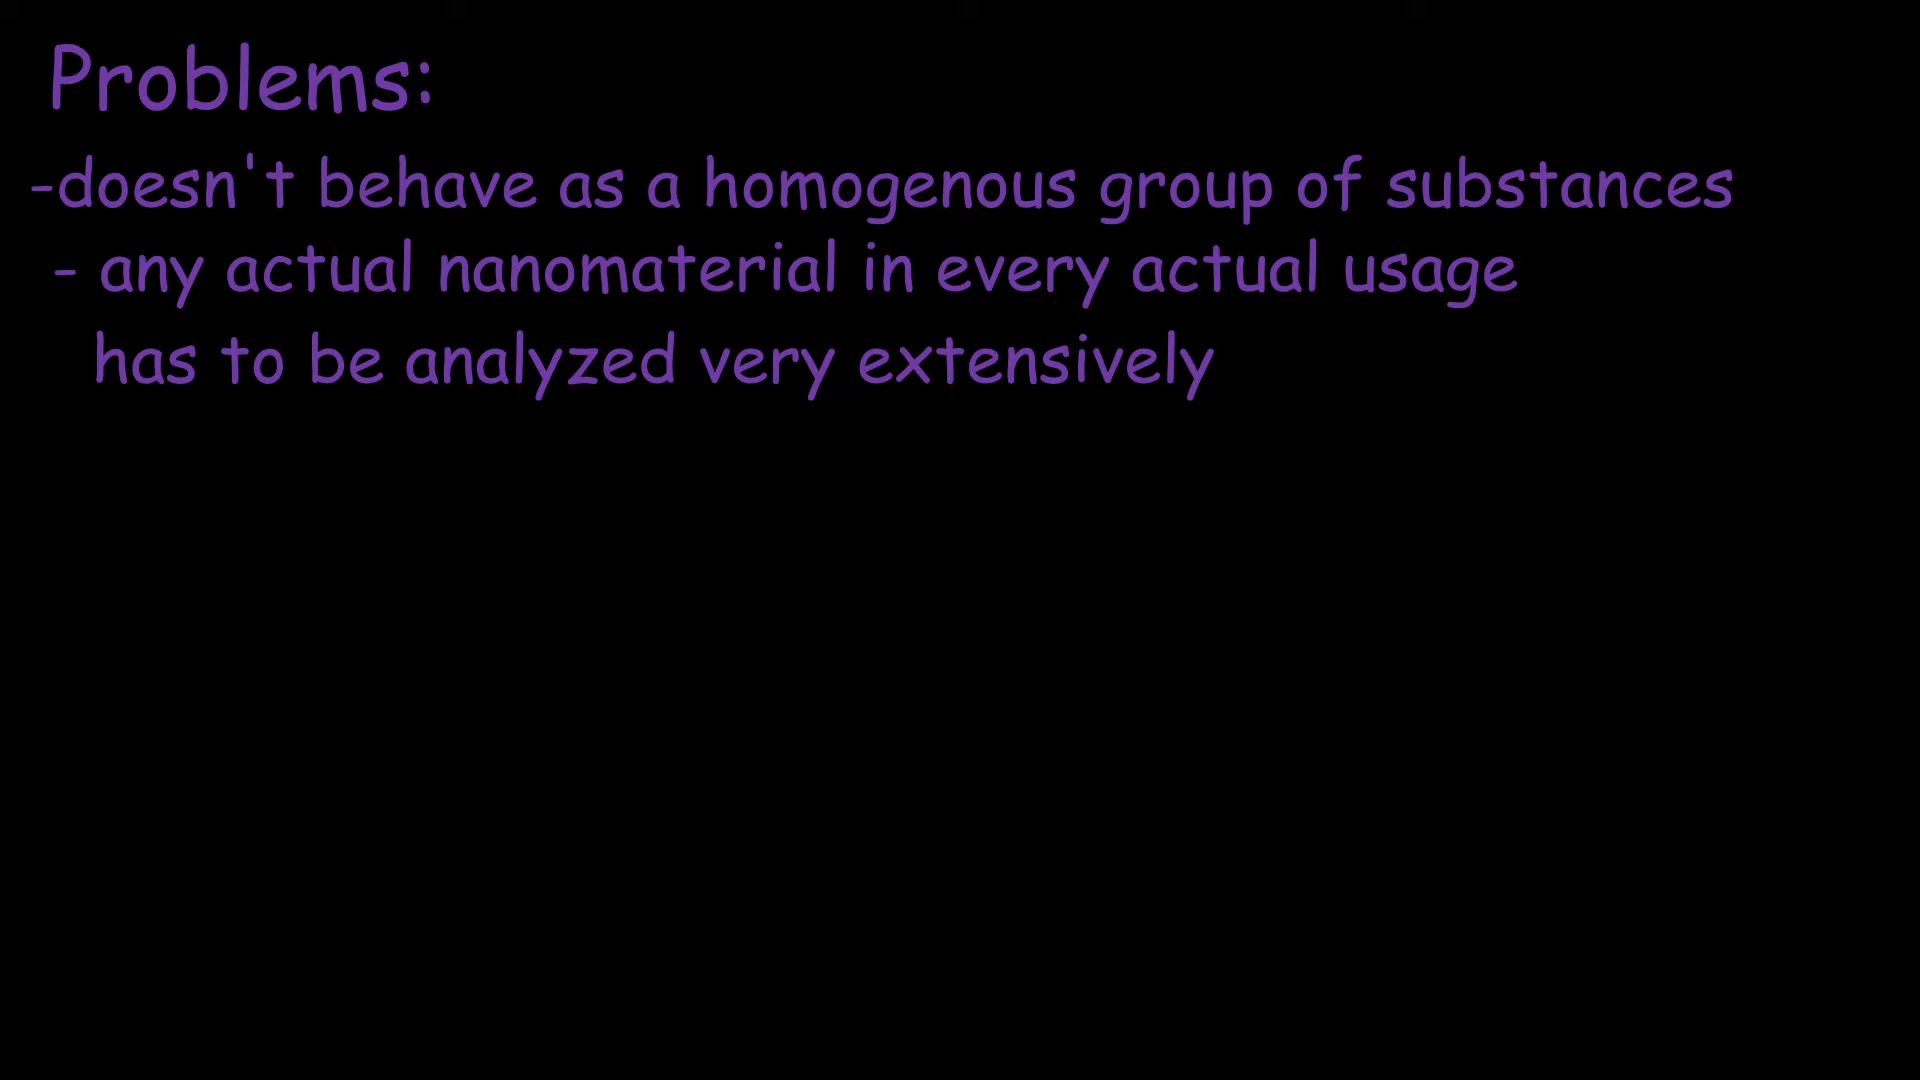 Problems:
-doesn't behave as a homogenous group of substances
- any actual nanomaterial in every actual usage
has to be analyzed very extensively